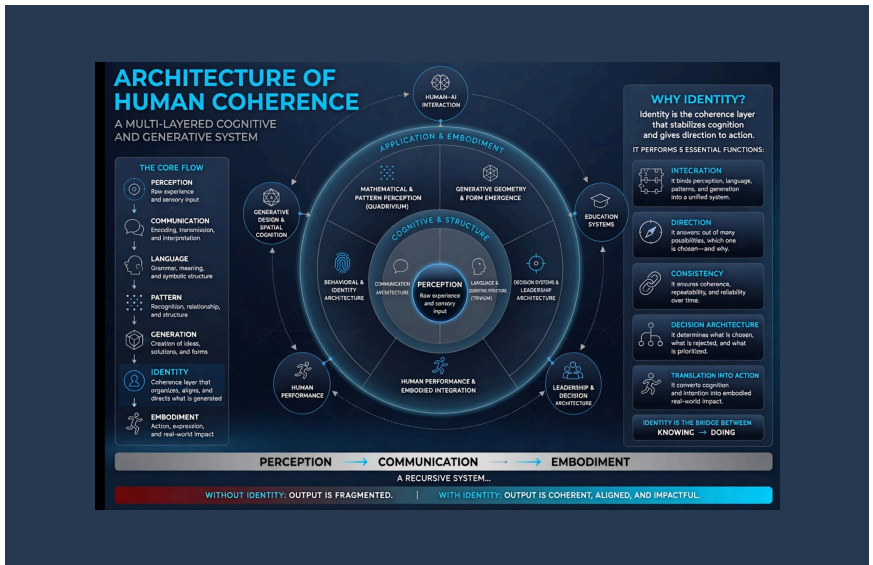 ARCHITECTURE OF
HUMAN COHERENCE
A MULTI-LAYERED COGNITIVE
AND GENERATIVE SYSTEM
THE CORE FLOW
PERCEPTION
Raw experience
and sensory input
COMMUNICATION
Encoding, transmission,
and interpretation
LANGUAGE
Grammar, meaning,
and symbolic structure
PATTERN
Recognition, relationship,
and structure
GENERATION
Creation of ideas,
solutions, and forms
IDENTITY
Coherence layer that
organizes, aligns, and
directs what is generated
EMBODIMENT
Action, expression,
and real-world impact
HUMAN-AI
INTERACTION
APPLICATION & EMBODIMENT
MATHEMATICAL &
PATTERN PERCEPTION
(QUADRIVIUM)
GENERATIVE GEOMETRY
& FORM EMERGENCE
GENERATIVE
DESIGN &
SPATIAL
COGNITION
EDUCATION
SYSTEMS
COGNITIVE & STRUCTURE
BEHAVIORAL &
IDENTITY
ARCHITECTURE
COMMUNICATION
ARCHITECTURE
PERCEPTION
Raw experience
and sensory
input
LANGUAGE &
(TRIVIUM)
DECISION SYSTEMS &
LEADERSHIP
ARCHITECTURE
HUMAN PERFORMANCE &
EMBODIED INTEGRATION
HUMAN
PERFORMANCE
LEADERSHIP &
DECISION
ARCHITECTURE
WHY IDENTITY?
Identity is the coherence layer
that stabilizes cognition
and gives direction to action.
IT PERFORMS 5 ESSENTIAL FUNCTIONS:
INTEGRATION
It binds perception, language,
patterns, and generation
into a unified system.
DIRECTION
It answers: out of many
possibilities, which one
is chosen—and why.
CONSISTENCY
It ensures coherence,
repeatability, and reliability
over time.
DECISION ARCHITECTURE
It determines what is chosen,
what is rejected, and what
is prioritized.
TRANSLATION INTO ACTION
It converts cognition
and intention into embodied
real-world impact.
IDENTITY IS THE BRIDGE BETWEEN
KNOWING → DOING
PERCEPTION → COMMUNICATION → EMBODIMENT
A RECURSIVE SYSTEM...
WITHOUT IDENTITY: OUTPUT IS FRAGMENTED. | WITH IDENTITY: OUTPUT IS COHERENT, ALIGNED, AND IMPACTFUL.